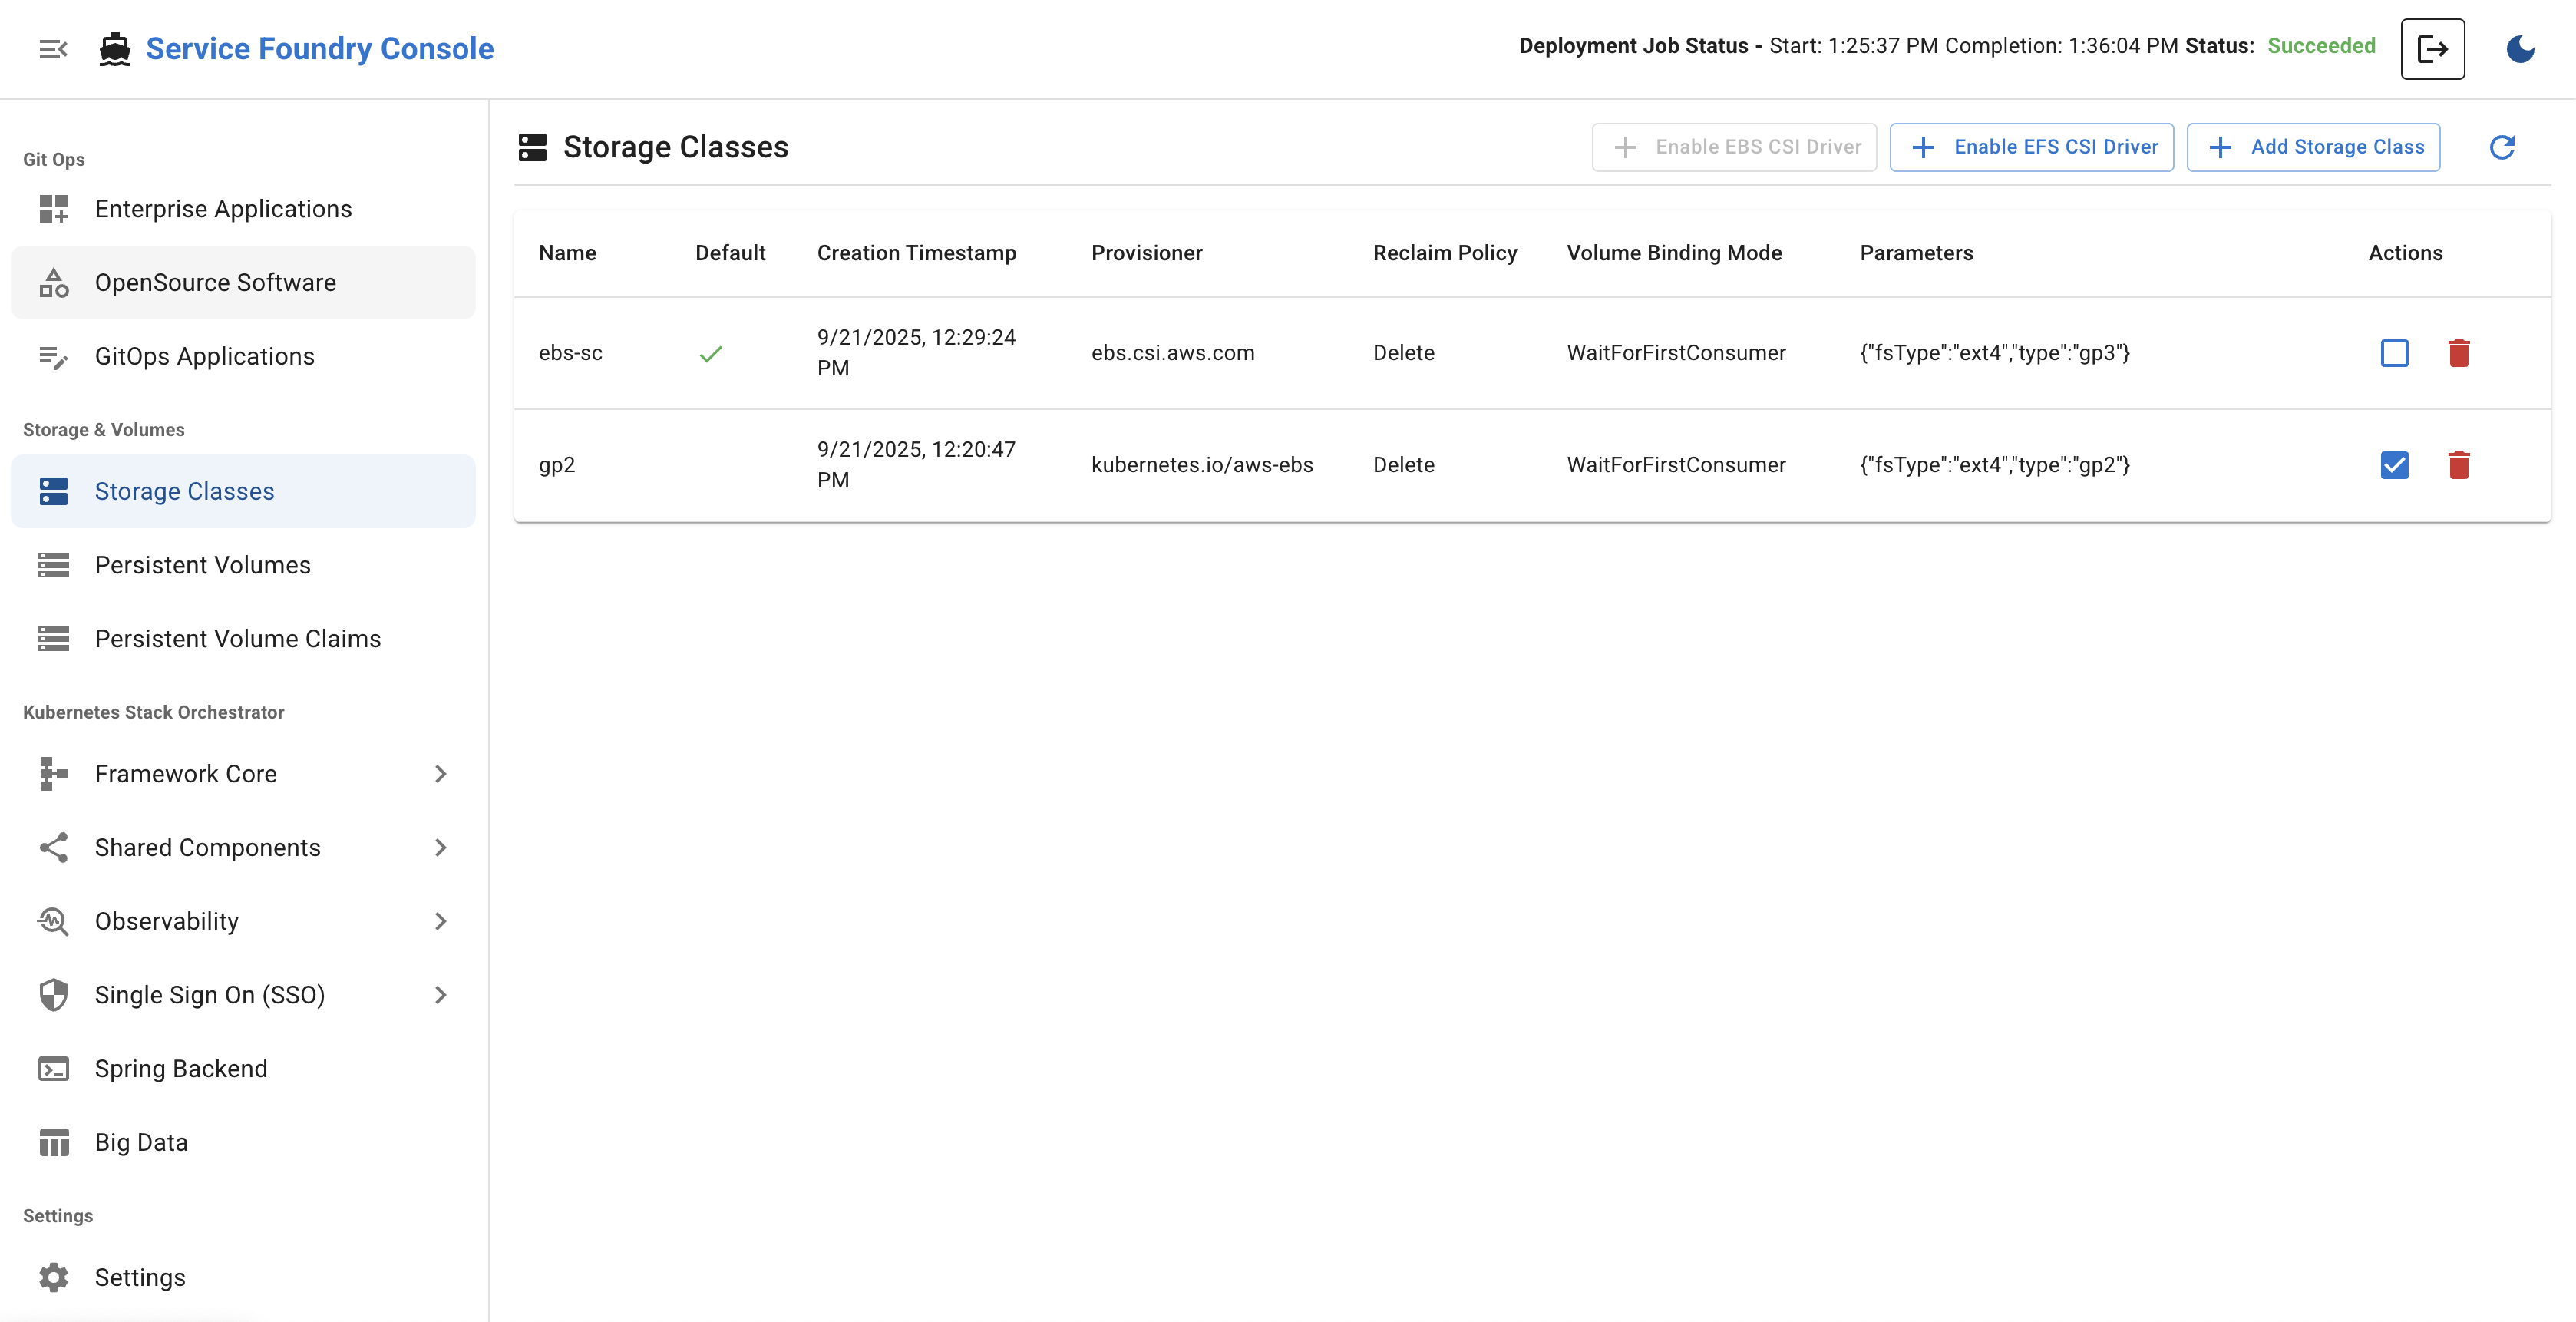 Service Foundry Console
Deployment Job Status - Start: 1:25:37 PM Completion: 1:36:04 PM Status: Succeeded
Git Ops
Enterprise Applications
OpenSource Software
GitOps Applications
Storage & Volumes
Storage Classes
Persistent Volumes
Persistent Volume Claims
Kubernetes Stack Orchestrator
Framework Core
Shared Components
Observability
Single Sign On (SSO)
Spring Backend
Big Data
Settings
Settings
Storage Classes
Enable EBS CSI Driver
Enable EFS CSI Driver
Add Storage Class
Name Default Creation Timestamp Provisioner Reclaim Policy Volume Binding Mode Parameters Actions
ebs-sc 9/21/2025, 12:29:24 PM ebs.csi.aws.com Delete WaitForFirstConsumer {"fsType":"ext4","type":"gp3"}
gp2 9/21/2025, 12:20:47 PM kubernetes.io/aws-ebs Delete WaitForFirstConsumer {"fsType":"ext4","type":"gp2"}